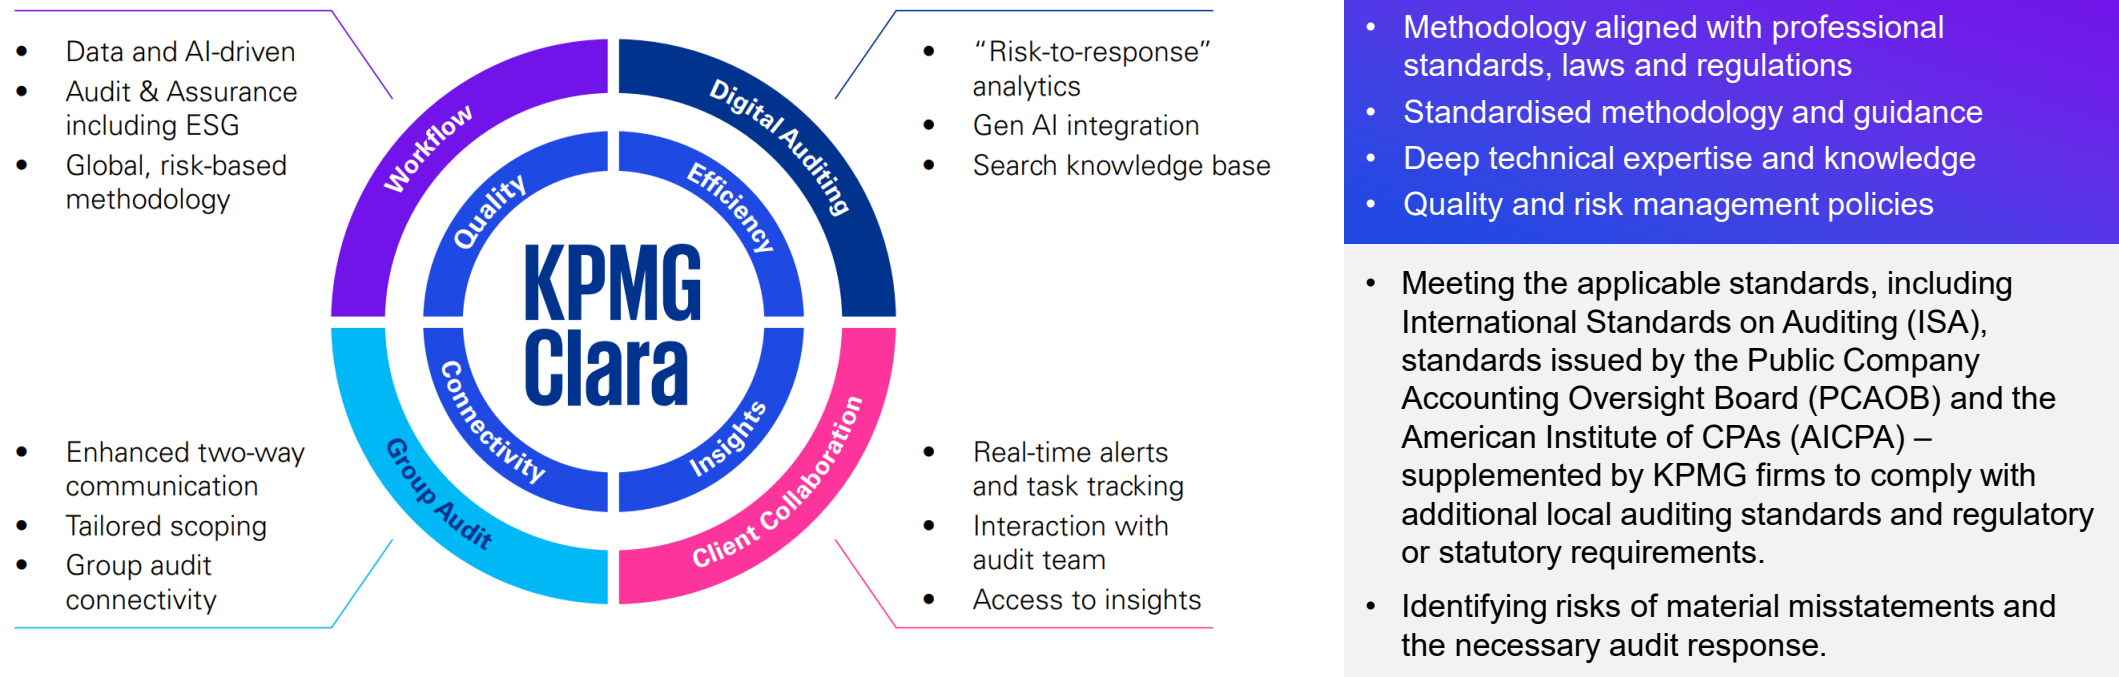 • Data and AI-driven
• Audit & Assurance
including ESG
• Global, risk-based
methodology
Workflow
Digital Auditing
• “Risk-to-response”
analytics
• Gen AI integration
• Search knowledge base
Quality
Efficiency
KPMG
Clara
Connectivity
Insights
Group Audit
Client Collaboration
• Enhanced two-way
communication
• Tailored scoping
• Group audit
connectivity
• Real-time alerts
and task tracking
• Interaction with
audit team
• Access to insights
• Methodology aligned with professional
standards, laws and regulations
• Standardised methodology and guidance
• Deep technical expertise and knowledge
• Quality and risk management policies
• Meeting the applicable standards, including
International Standards on Auditing (ISA),
standards issued by the Public Company
Accounting Oversight Board (PCAOB) and the
American Institute of CPAs (AICPA) –
supplemented by KPMG firms to comply with
additional local auditing standards and regulatory
or statutory requirements.
• Identifying risks of material misstatements and
the necessary audit response.